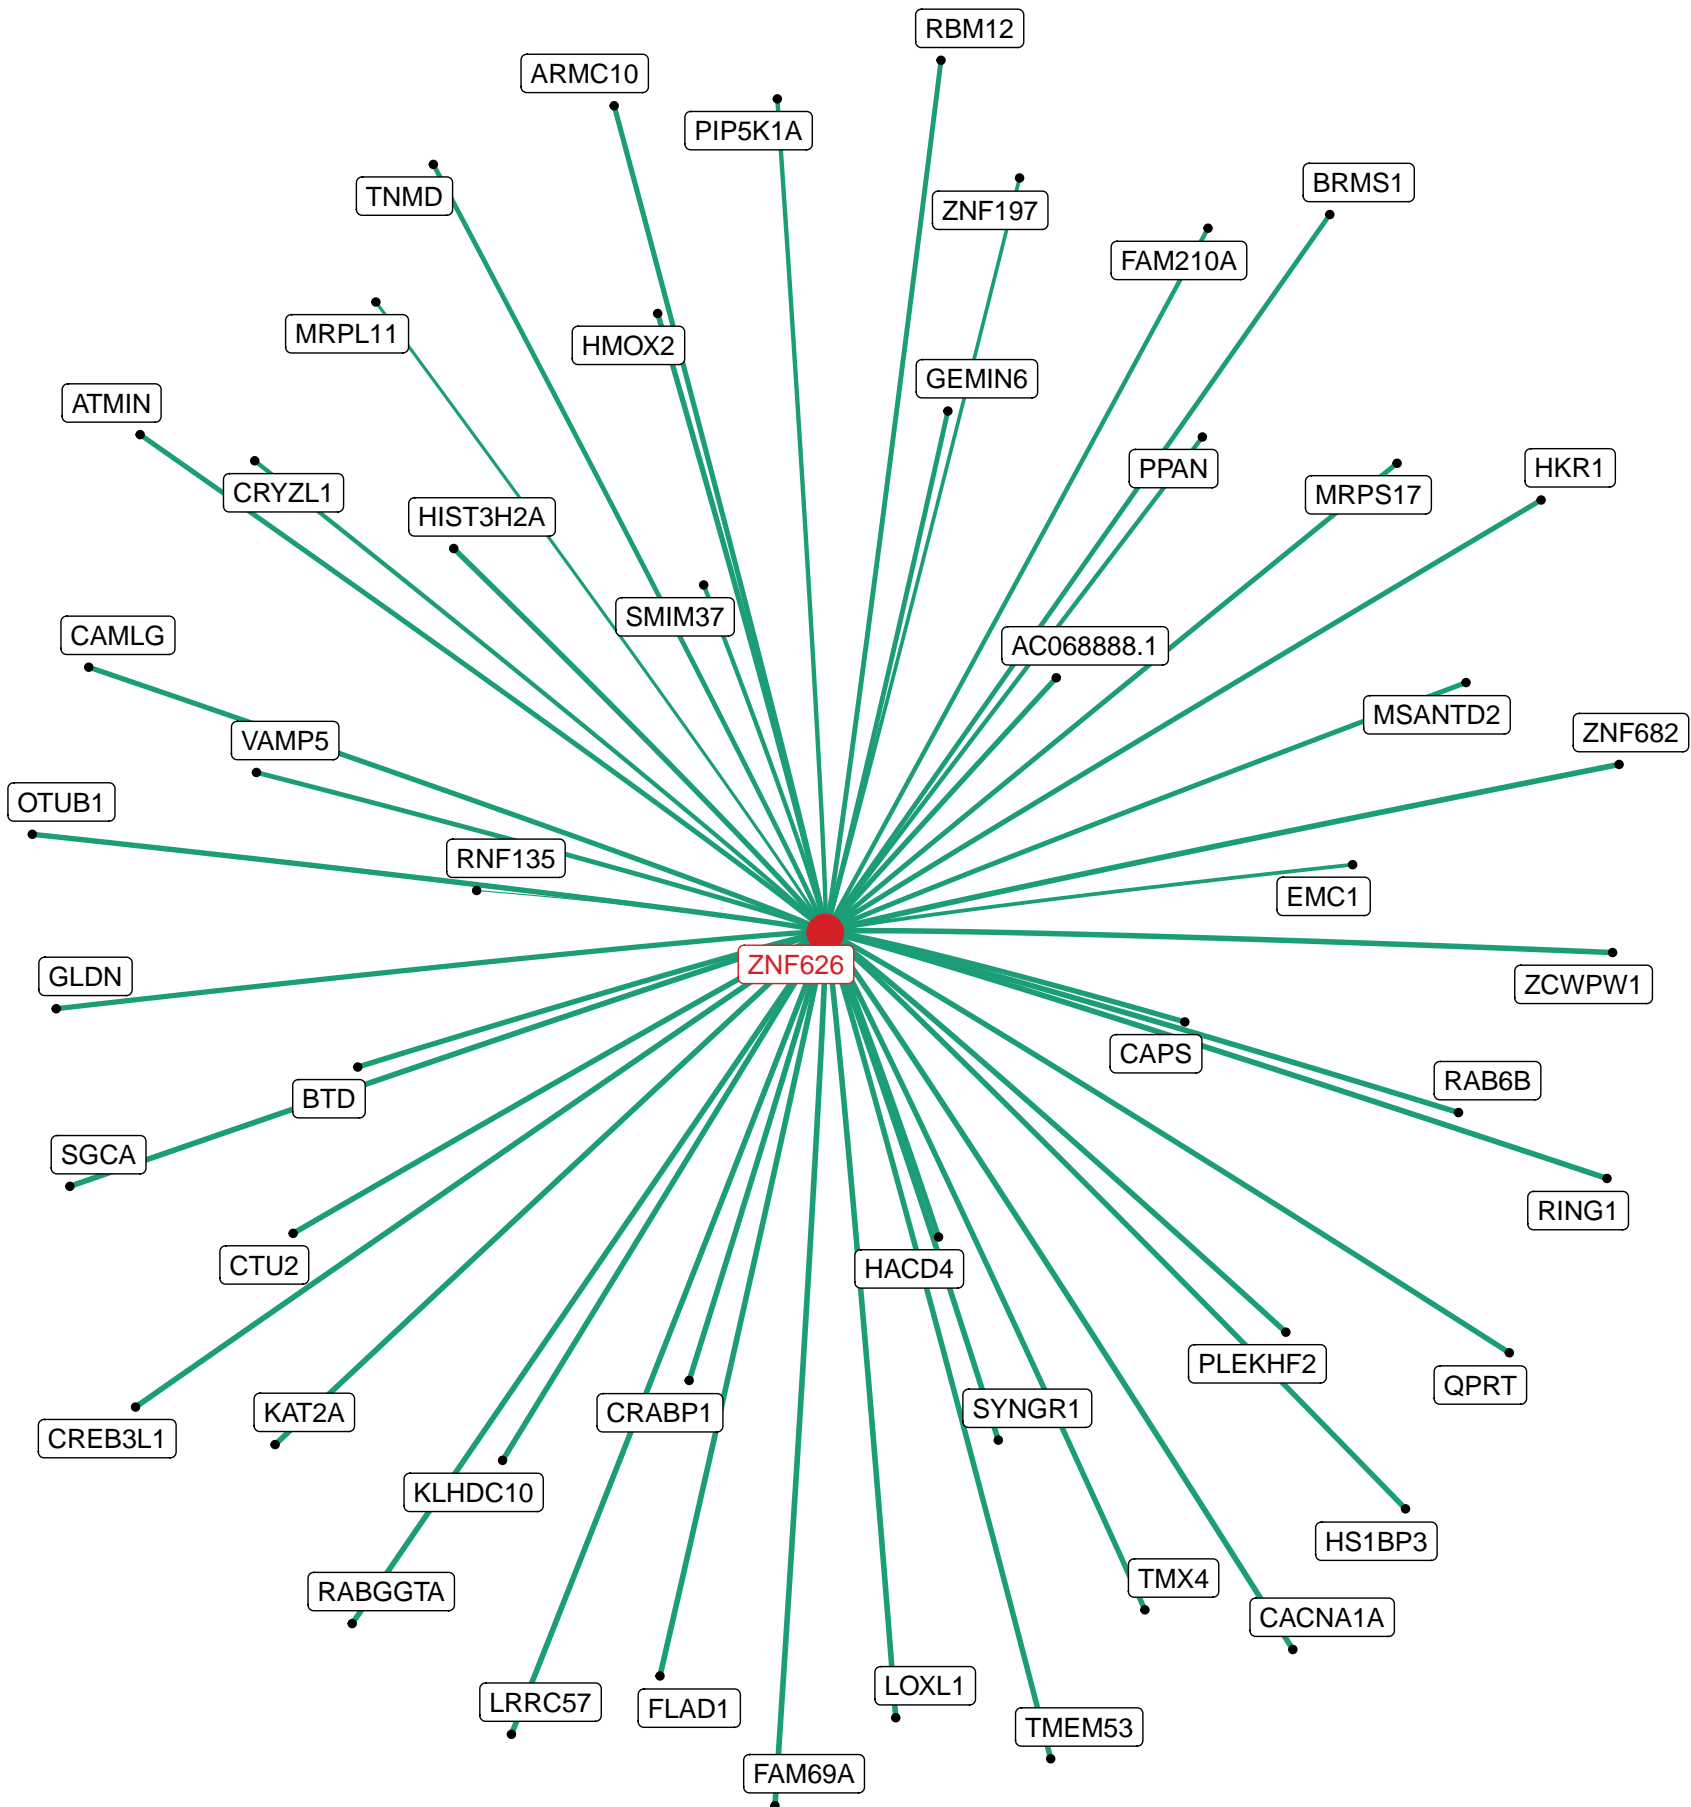 RBM12
ARMC10
PIP5K1A
BRMS1
TNMD
ZNF197
FAM210A
MRPL11
HMOX2
GEMIN6
ATMIN
PPAN
HKR1
CRYZL1
MRPS17
HIST3H2A
SMIM37
CAMLG
AC068888.1
MSANTD2
ZNF682
VAMP5
OTUB1
RNF135
EMC1
ZNF626
GLDN
ZCWPW1
CAPS
RAB6B
BTD
SGCA
RING1
CTU2
HACD4
PLEKHF2
QPRT
SYNGR1
KAT2A
CRABP1
CREB3L1
KLHDC10
HS1BP3
TMX4
RABGGTA
CACNA1A
LOXL1
LRRC57
FLAD1
TMEM53
FAM69A